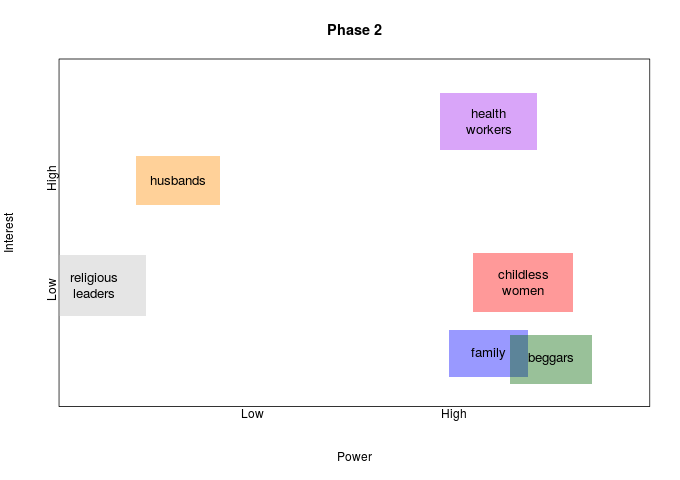 Phase 2
health
workers
High
husbands
Interest
religious
leaders
Low
childless
women
family
beggars
Low
High
Power